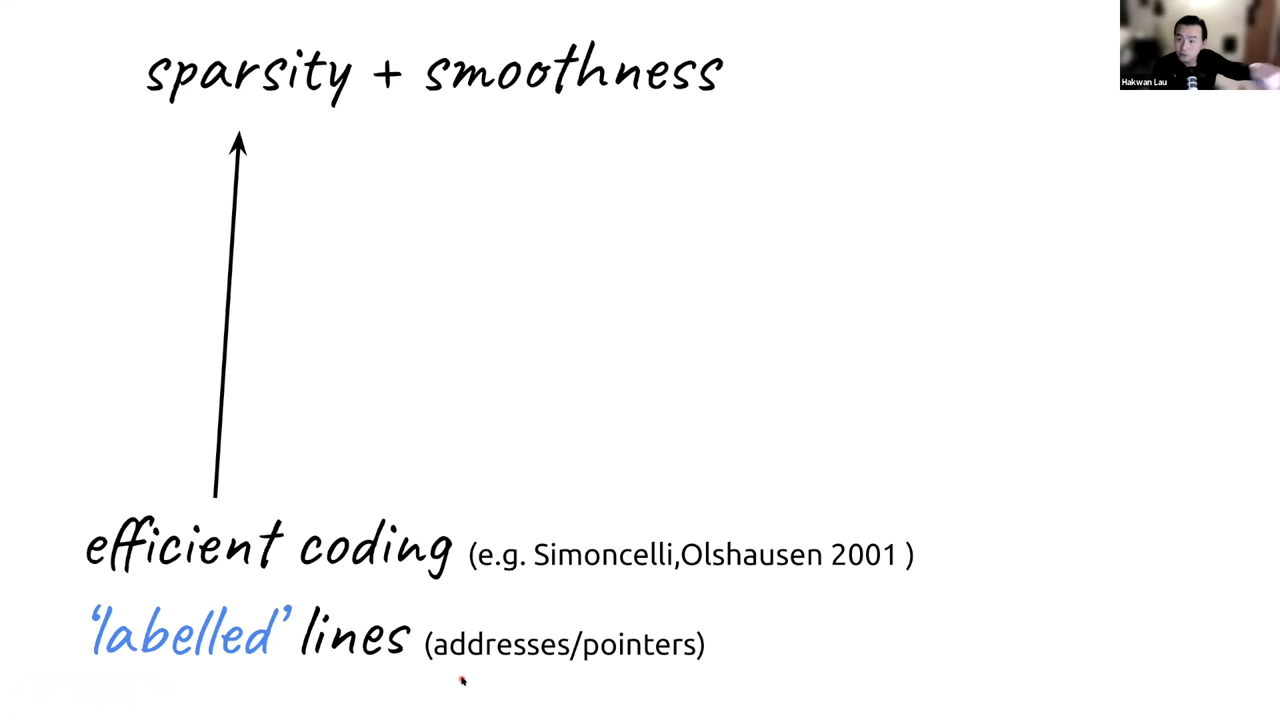 sparsity + smoothness
Hakwan Lau
efficient coding (e.g. Simoncelli,Olshausen 2001 )
‘labelled’ lines (addresses/pointers)